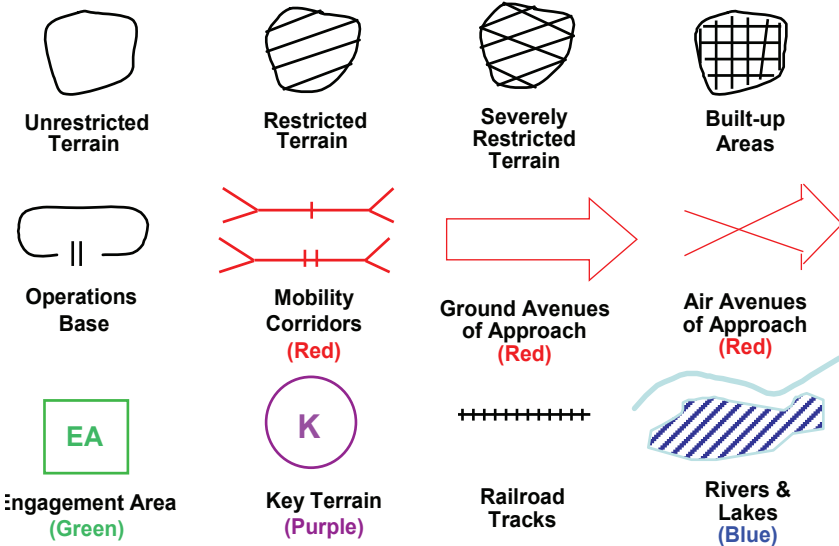 Unrestricted
Terrain
Restricted
Terrain
Severely
Restricted
Terrain
Built-up
Areas
Operations
Base
Mobility
Corridors
(Red)
Ground Avenues
of Approach
(Red)
Air Avenues
of Approach
(Red)
EA
Engagement Area
(Green)
K
Key Terrain
(Purple)
Railroad
Tracks
Rivers &
Lakes
(Blue)